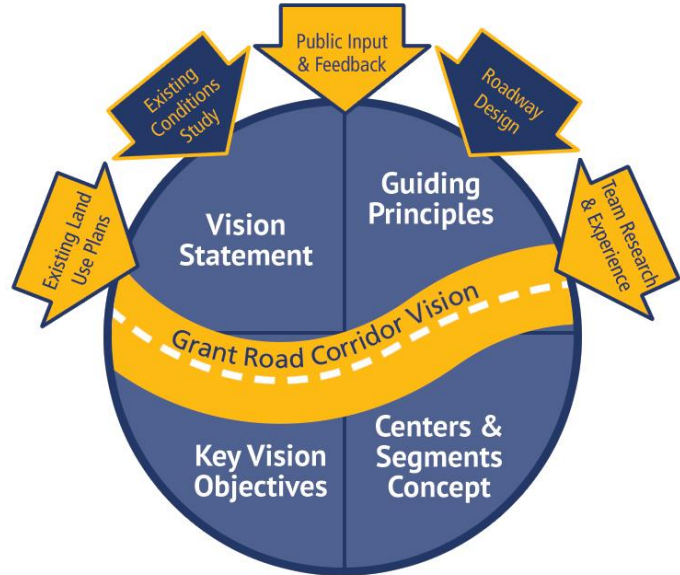 Public Input
& Feedback
Existing
Conditions
Study
Roadway
Design
Existing Land
Use Plans
Team Research
& Experience
Vision
Statement
Guiding
Principles
Grant Road Corridor Vision
Key Vision
Objectives
Centers &
Segments
Concept